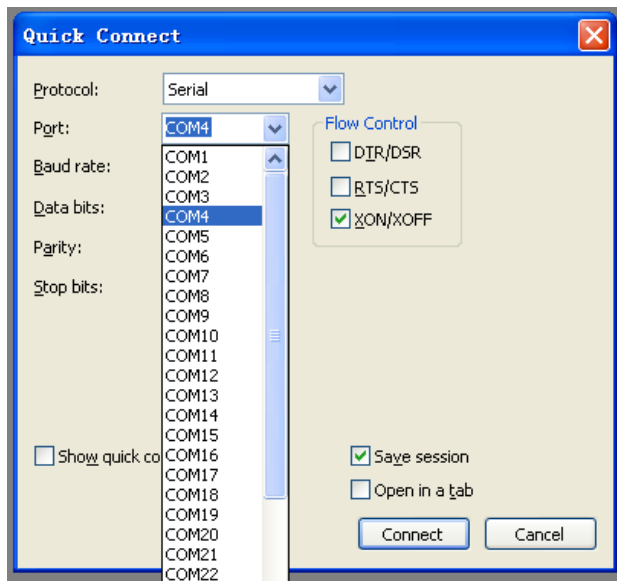 Quick Connect
Protocol: Serial
Port: COM4
Flow Control
COM1
DTR/DSR
COM2
Baud rate:
COM3
RTS/CTS
Data bits:
COM4
XON/XOFF
COM5
Parity:
COM6
COM7
Stop bits:
COM8
COM9
COM10
COM11
COM12
COM13
COM14
COM15
Show quick co
COM16
Save session
COM17
COM18
Open in a tab
COM19
COM20
Connect
Cancel
COM21
COM22